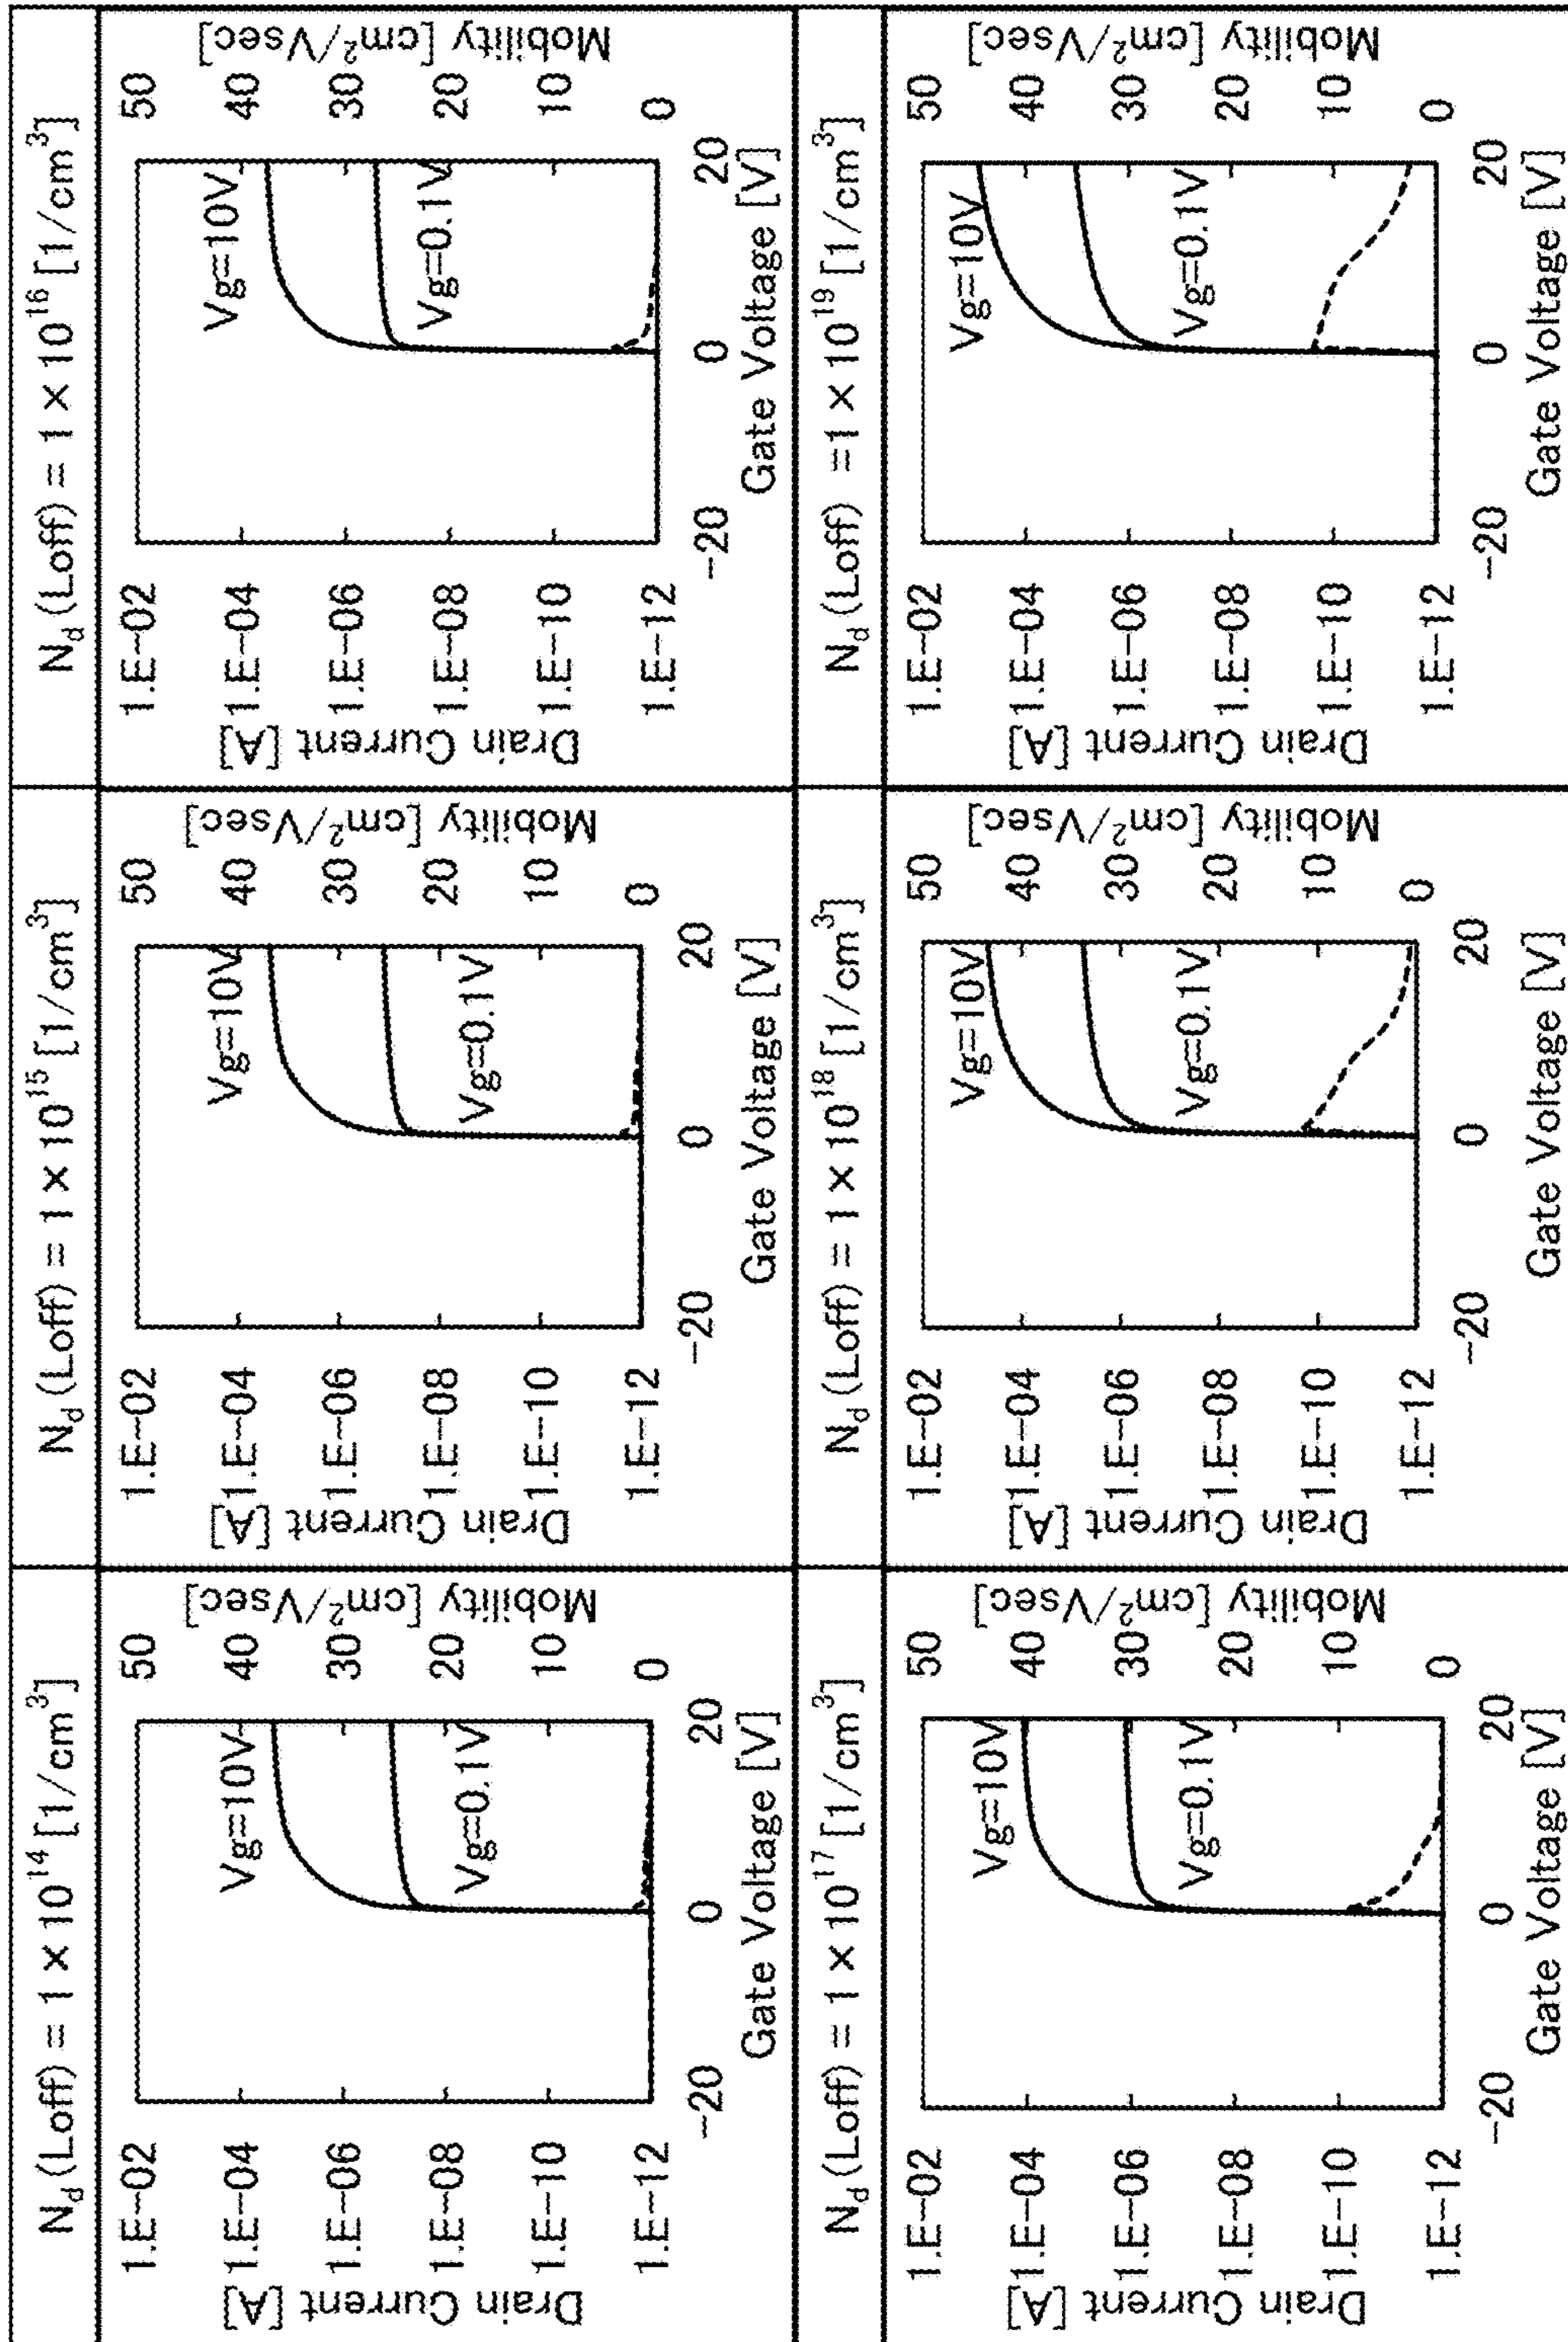 N_d (Loff) = 1 × 10^14 [1/cm^3]
Drain Current [A]
1.E-02
1.E-04
1.E-06
1.E-08
1.E-10
1.E-12
Vg=10V
Vg=0.1V
50
40
30
20
10
0
Mobility [cm^2/Vsec]
-20
0
20
Gate Voltage [V]
N_d (Loff) = 1 × 10^15 [1/cm^3]
Drain Current [A]
1.E-02
1.E-04
1.E-06
1.E-08
1.E-10
1.E-12
Vg=10V
Vg=0.1V
50
40
30
20
10
0
Mobility [cm^2/Vsec]
-20
0
20
Gate Voltage [V]
N_d (Loff) = 1 × 10^16 [1/cm^3]
Drain Current [A]
1.E-02
1.E-04
1.E-06
1.E-08
1.E-10
1.E-12
Vg=10V
Vg=0.1V
50
40
30
20
10
0
Mobility [cm^2/Vsec]
-20
0
20
Gate Voltage [V]
N_d (Loff) = 1 × 10^17 [1/cm^3]
Drain Current [A]
1.E-02
1.E-04
1.E-06
1.E-08
1.E-10
1.E-12
Vg=10V
Vg=0.1V
50
40
30
20
10
0
Mobility [cm^2/Vsec]
-20
0
20
Gate Voltage [V]
N_d (Loff) = 1 × 10^18 [1/cm^3]
Drain Current [A]
1.E-02
1.E-04
1.E-06
1.E-08
1.E-10
1.E-12
Vg=10V
Vg=0.1V
50
40
30
20
10
0
Mobility [cm^2/Vsec]
-20
0
20
Gate Voltage [V]
N_d (Loff) =1 × 10^19 [1/cm^3]
Drain Current [A]
1.E-02
1.E-04
1.E-06
1.E-08
1.E-10
1.E-12
Vg=10V
Vg=0.1V
50
40
30
20
10
0
Mobility [cm^2/Vsec]
-20
0
20
Gate Voltage [V]